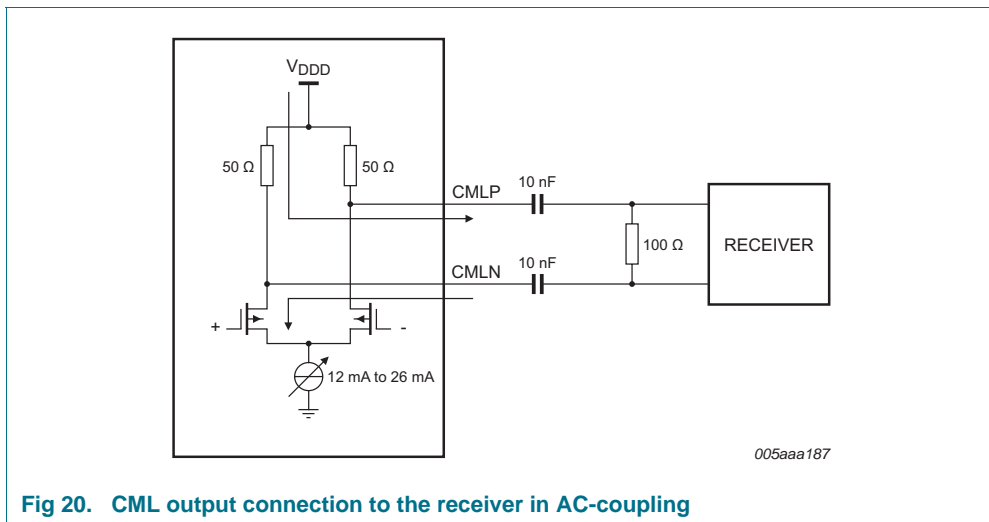 VDDD
50 Ω
50 Ω
CMLP
10 nF
100 Ω
RECEIVER
CMLN
10 nF
+
-
12 mA to 26 mA
005aaa187
Fig 20. CML output connection to the receiver in AC-coupling